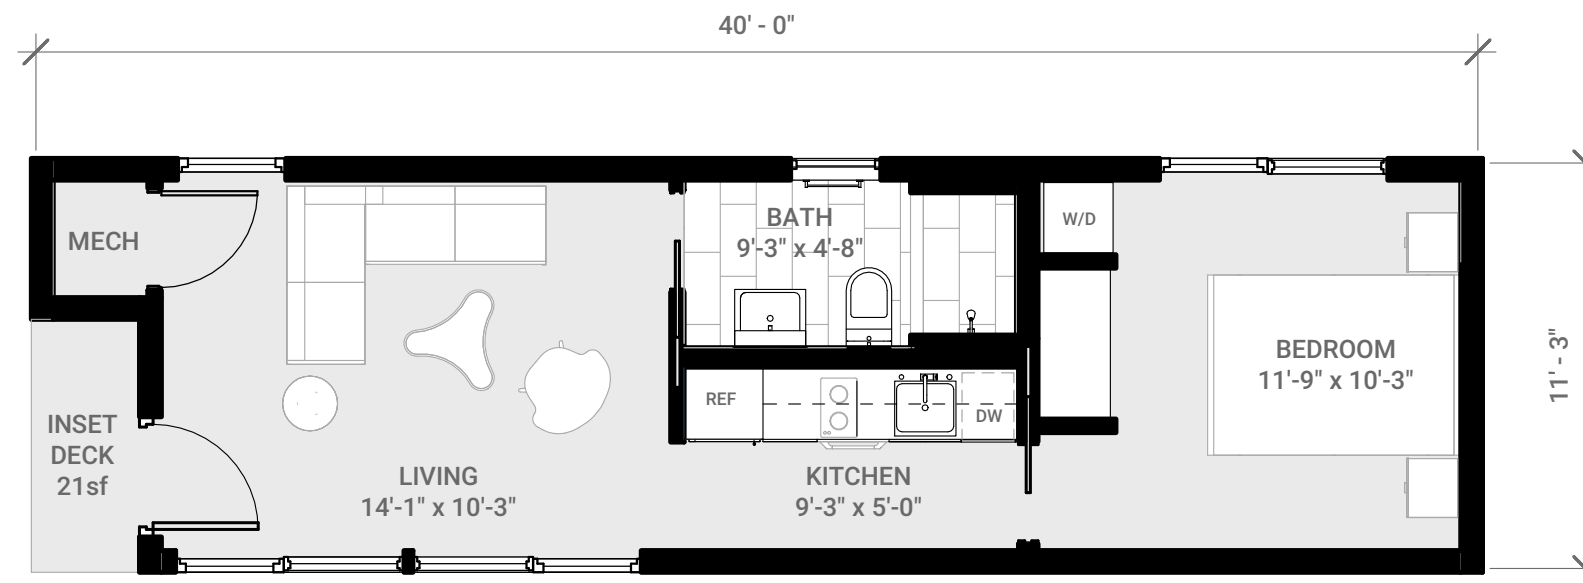 40' - 0"
MECH
BATH
9'-3" x 4'-8"
W/D
BEDROOM
11'-9" x 10'-3"
11' - 3"
REF
DW
INSET
DECK
21sf
LIVING
14'-1" x 10'-3"
KITCHEN
9'-3" x 5'-0"